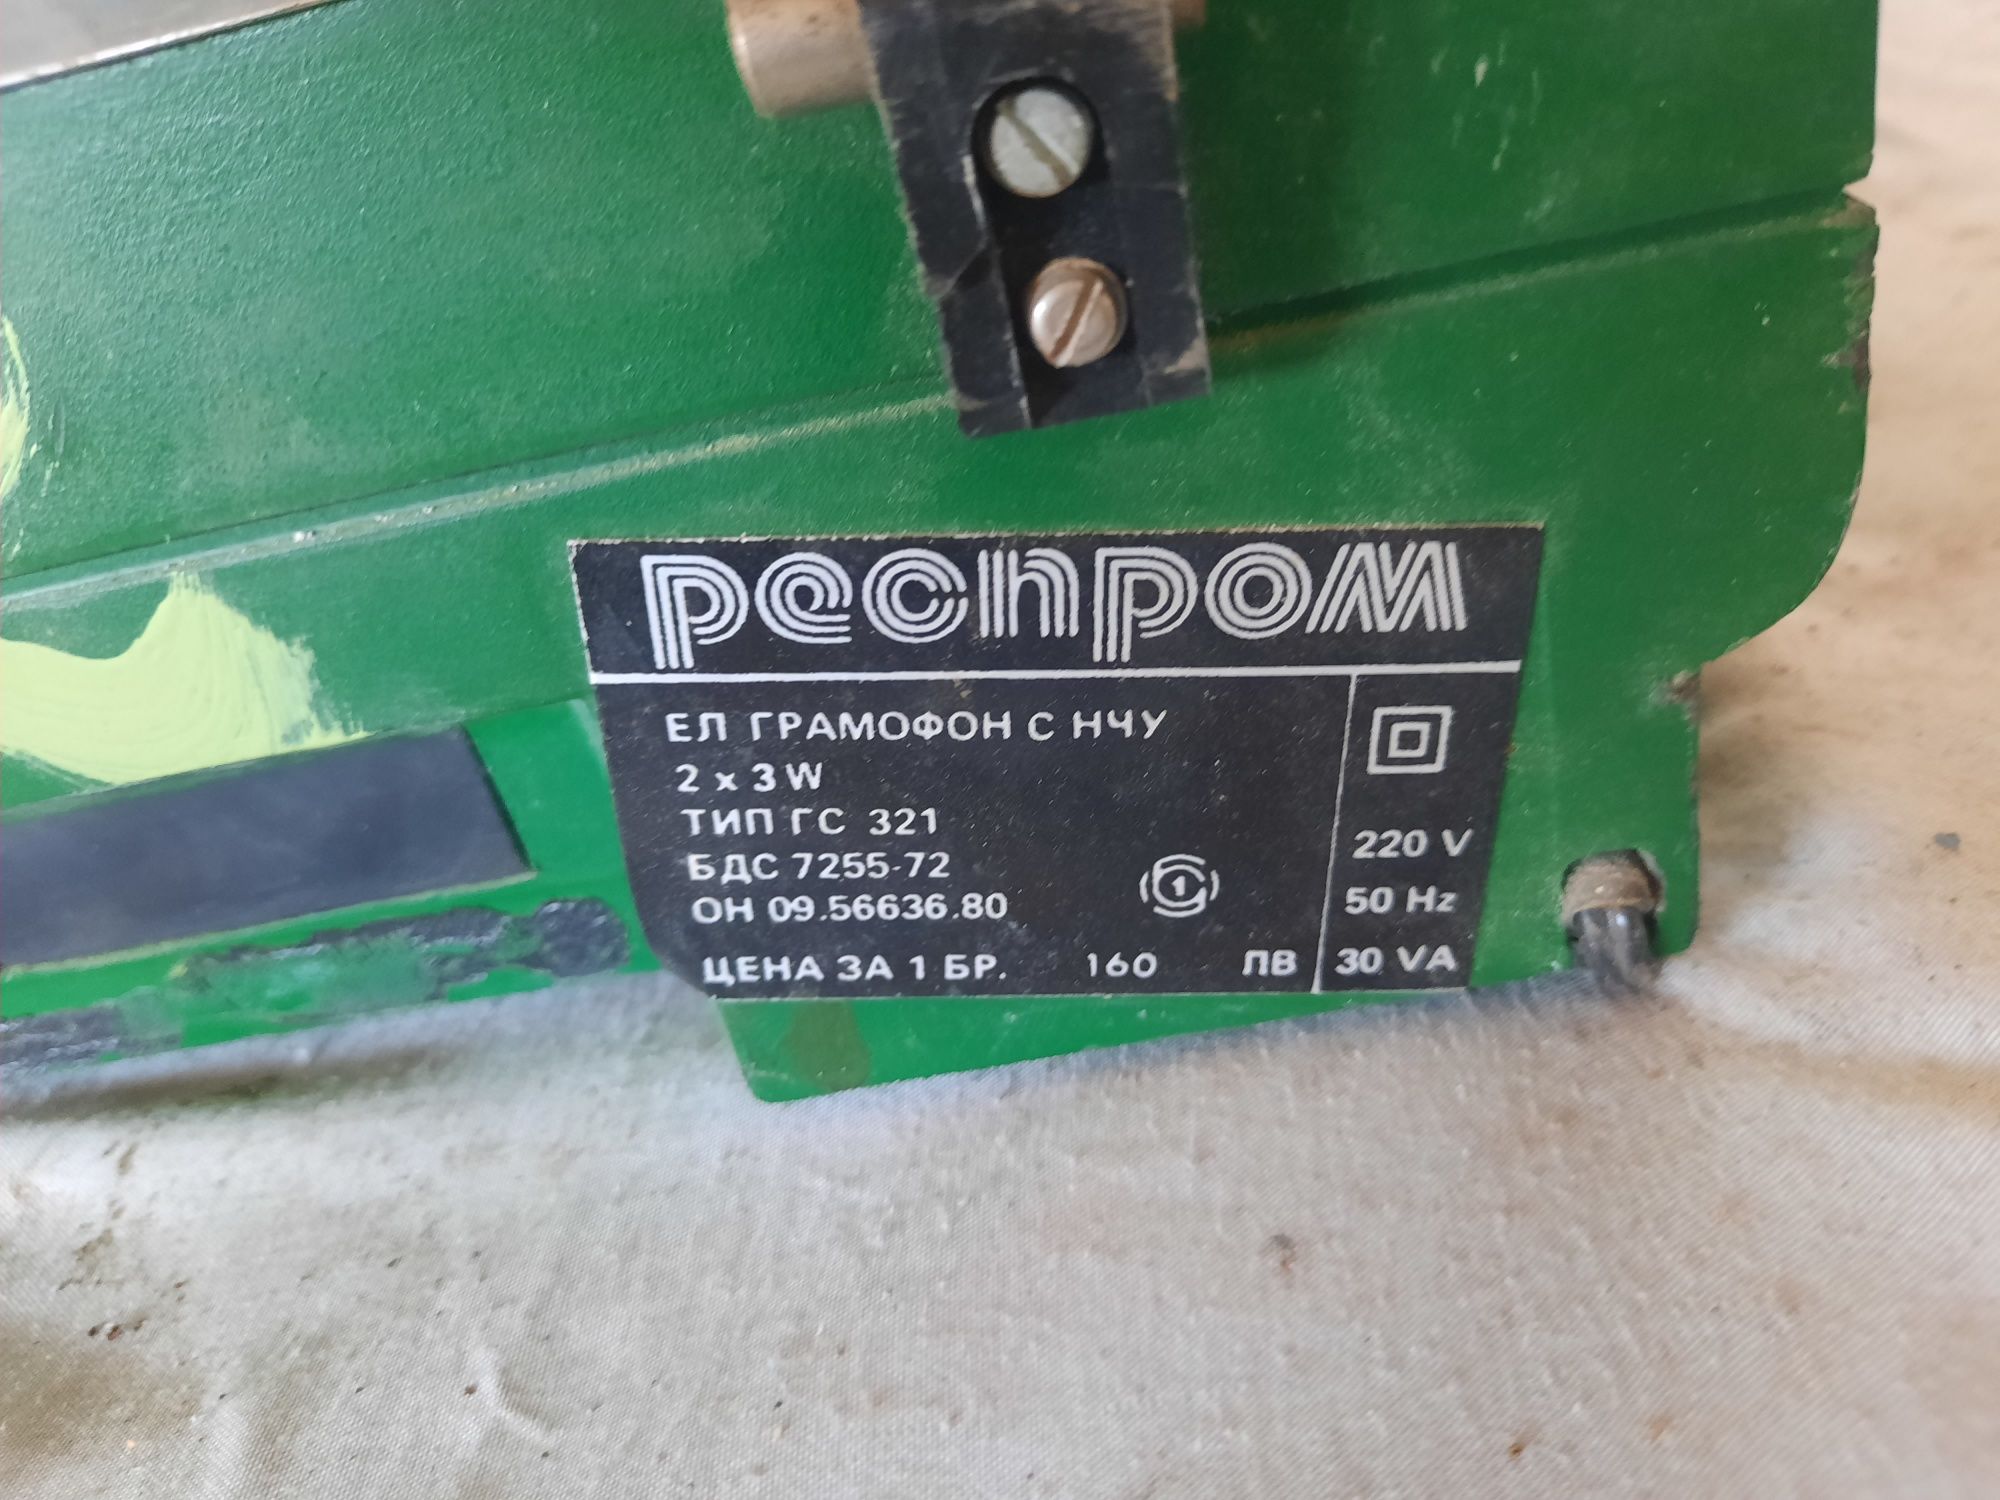 респром
ЕЛ ГРАМОФОН С НЧУ
2 x 3 W
ТИП ГС 321
БДС 7255-72
ОН 09.56636.80
1
ЦЕНА ЗА 1 БР. 160 ЛВ
220 V
50 Hz
30 VA